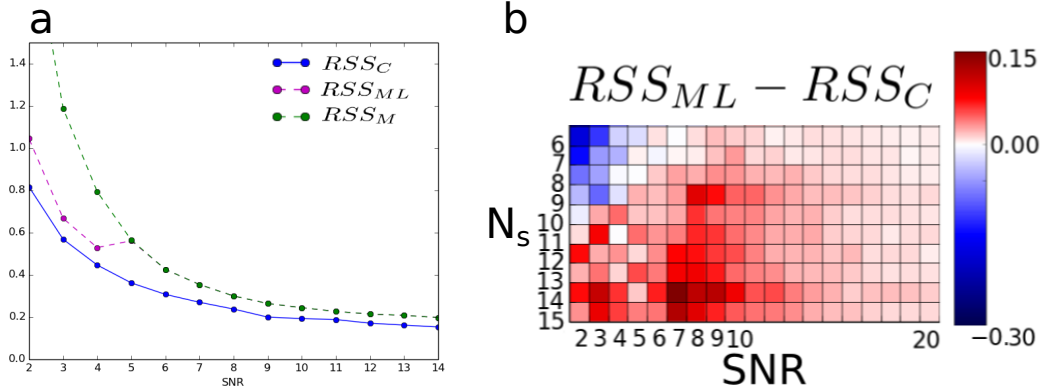 a
1.4
1.2
1.0
0.8
0.6
0.4
0.2
0.0
2 3 4 5 6 7 8 9 10 11 12 13 14
SNR
RSS_C
RSS_ML
RSS_M
b
RSS_ML − RSS_C
N_s
6
7
8
9
10
11
12
13
14
15
2 3 4 5 6 7 8 9 10 20
SNR
0.15
0.00
−0.30